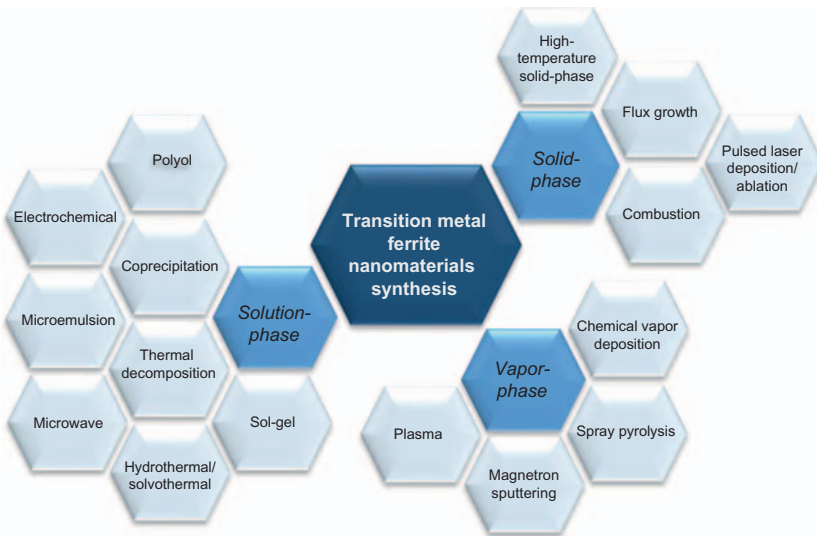 High-
temperature
solid-phase
Flux growth
Solid-
phase
Pulsed laser
deposition/
ablation
Combustion
Transition metal
ferrite
nanomaterials
synthesis
Polyol
Electrochemical
Coprecipitation
Solution-
phase
Microemulsion
Thermal
decomposition
Microwave
Sol-gel
Hydrothermal/
solvothermal
Chemical vapor
deposition
Vapor-
phase
Plasma
Spray pyrolysis
Magnetron
sputtering